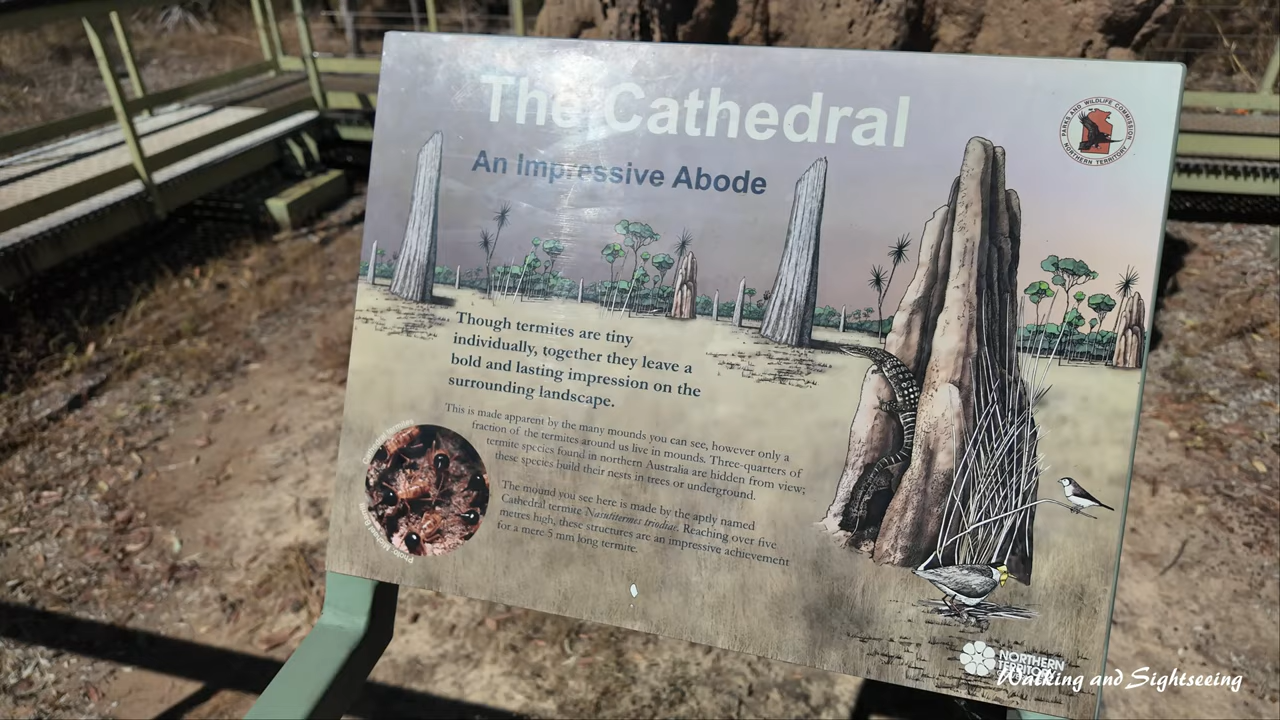 The Cathedral
An Impressive Abode
PARKS AND WILDLIFE COMMISSION
NORTHERN TERRITORY
Though termites are tiny
individually, together they leave a
bold and lasting impression on the
surrounding landscape.
This is made apparent by the many mounds you can see, however only a
fraction of the termites around us live in mounds. Three-quarters of
termite species found in northern Australia are hidden from view;
these species build their nests in trees or underground.
The mound you see here is made by the aptly named
Cathedral termite Nasutitermes triodiae. Reaching over five
metres high, these structures are an impressive achievement
for a mere 5 mm long termite.
Photo
NORTHERN
TERRITORY
Walking and Sightseeing